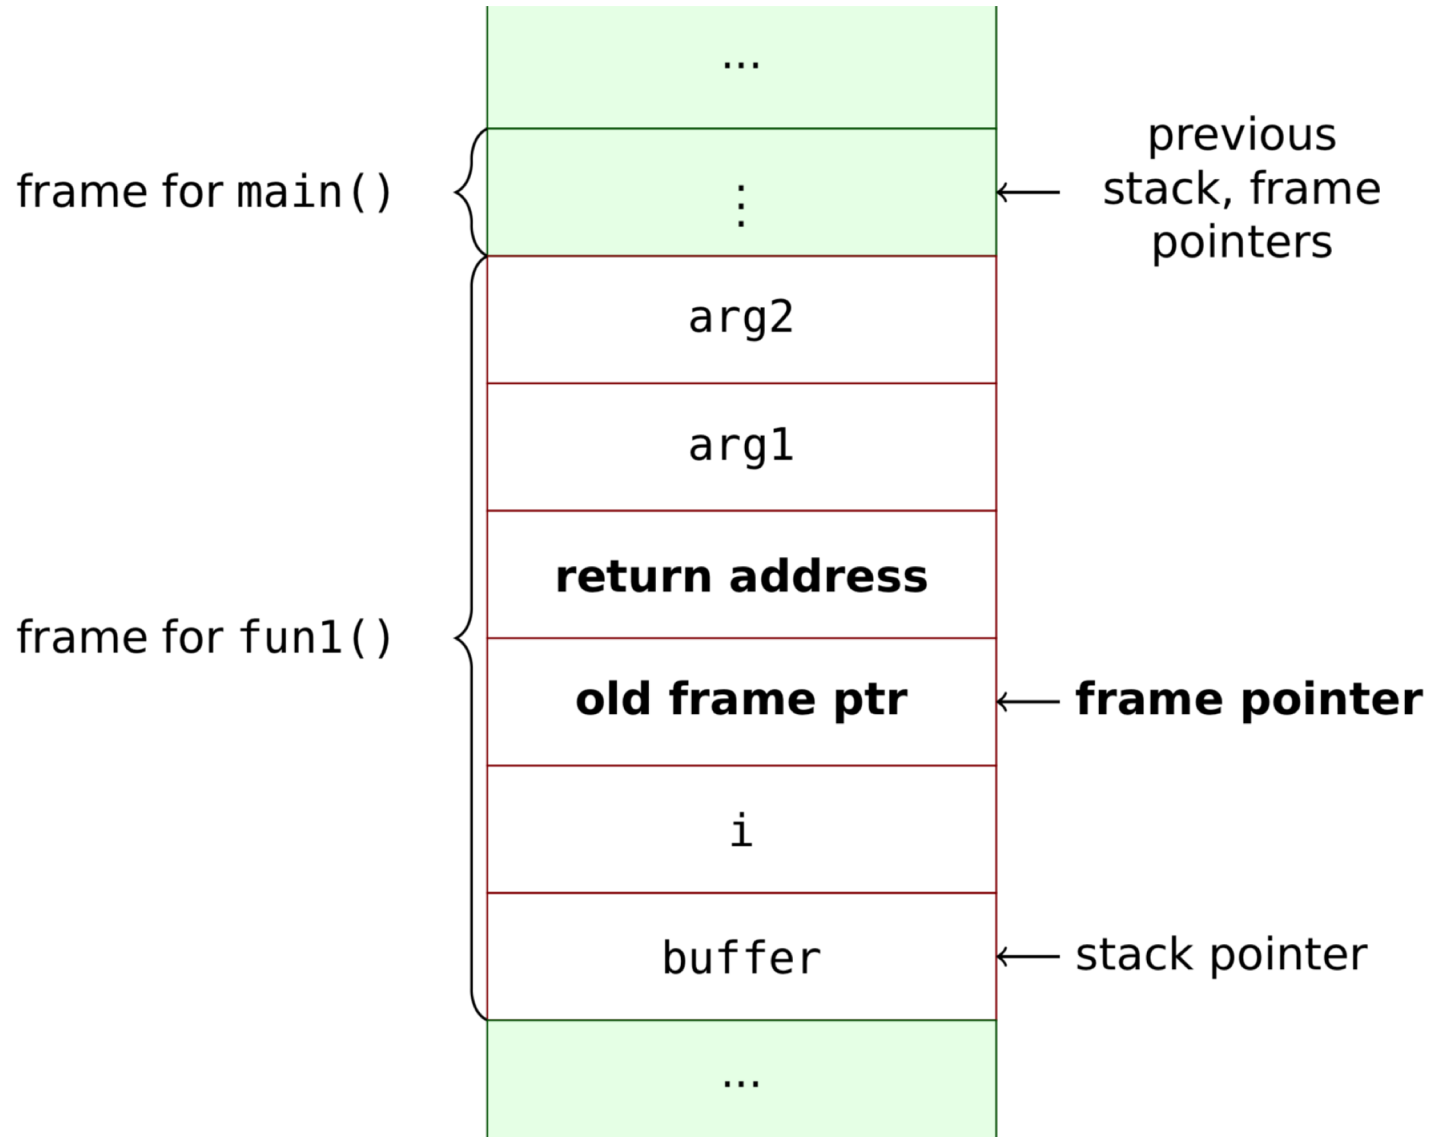 ...
frame for main()
⋮
previous
stack, frame
pointers
arg2
arg1
return address
frame for fun1()
old frame ptr
frame pointer
i
buffer
stack pointer
...